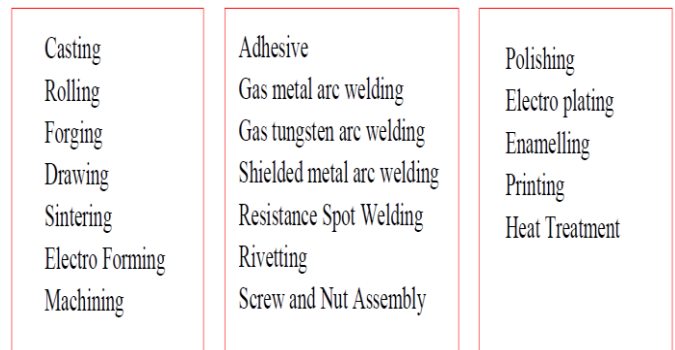 Casting
Rolling
Forging
Drawing
Sintering
Electro Forming
Machining
Adhesive
Gas metal arc welding
Gas tungsten arc welding
Shielded metal arc welding
Resistance Spot Welding
Rivetting
Screw and Nut Assembly
Polishing
Electro plating
Enamelling
Printing
Heat Treatment